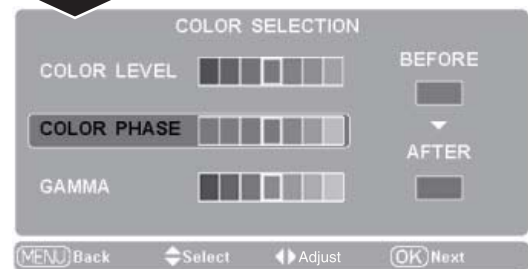 COLOR SELECTION
COLOR LEVEL
BEFORE
COLOR PHASE
AFTER
GAMMA
MENU Back Select Adjust OK Next